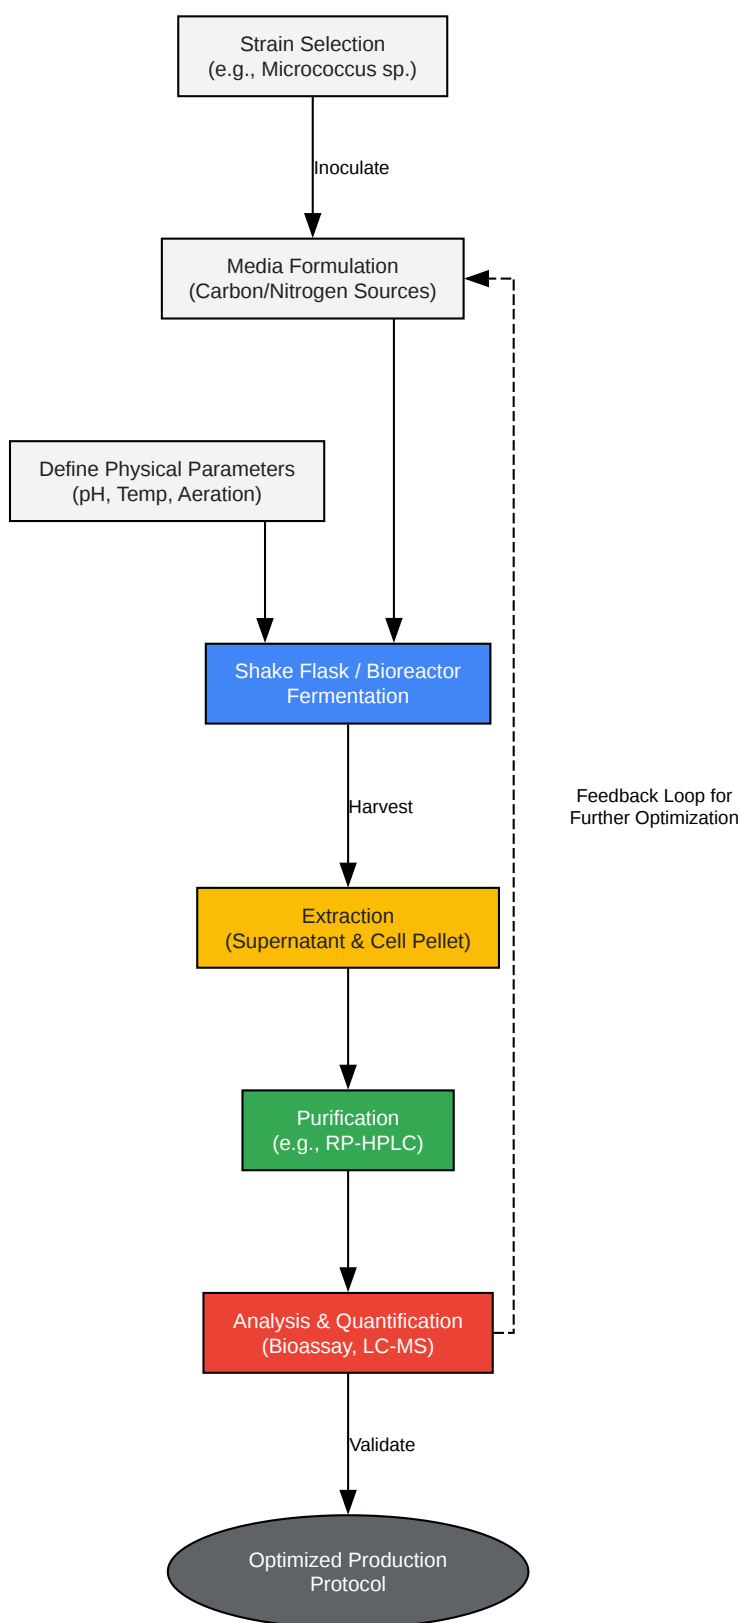 Strain Selection
(e.g., Micrococcus sp.)
Inoculate
Media Formulation
(Carbon/Nitrogen Sources)
Define Physical Parameters
(pH, Temp, Aeration)
Shake Flask / Bioreactor
Fermentation
Harvest
Feedback Loop for
Further Optimization
Extraction
(Supernatant & Cell Pellet)
Purification
(e.g., RP-HPLC)
Analysis & Quantification
(Bioassay, LC-MS)
Validate
Optimized Production
Protocol